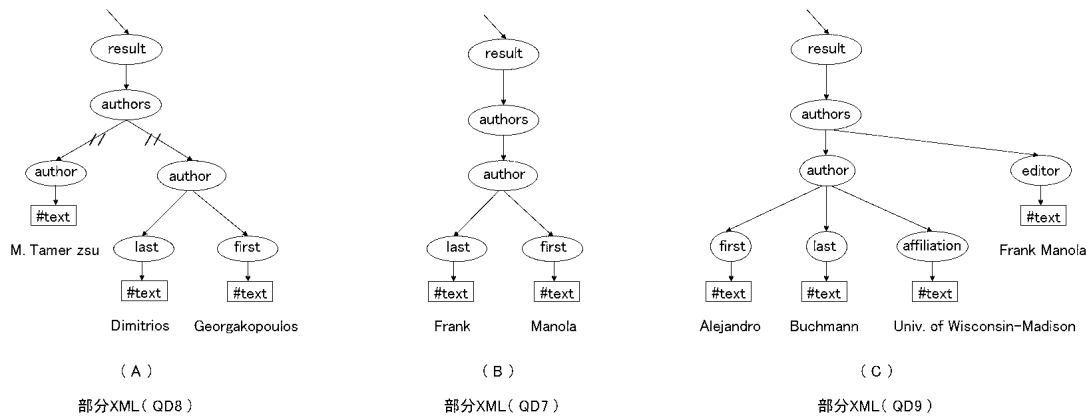 result
authors
author
author
#text
M. Tamer zsu
last
first
#text
#text
Dimitrios
Georgakopoulos
( A )
部分XML( QD8 )
result
authors
author
last
first
#text
#text
Frank
Manola
( B )
部分XML( QD7 )
result
authors
author
editor
#text
Frank Manola
first
last
affiliation
#text
#text
#text
Alejandro
Buchmann
Univ. of Wisconsin-Madison
( C )
部分XML( QD9 )